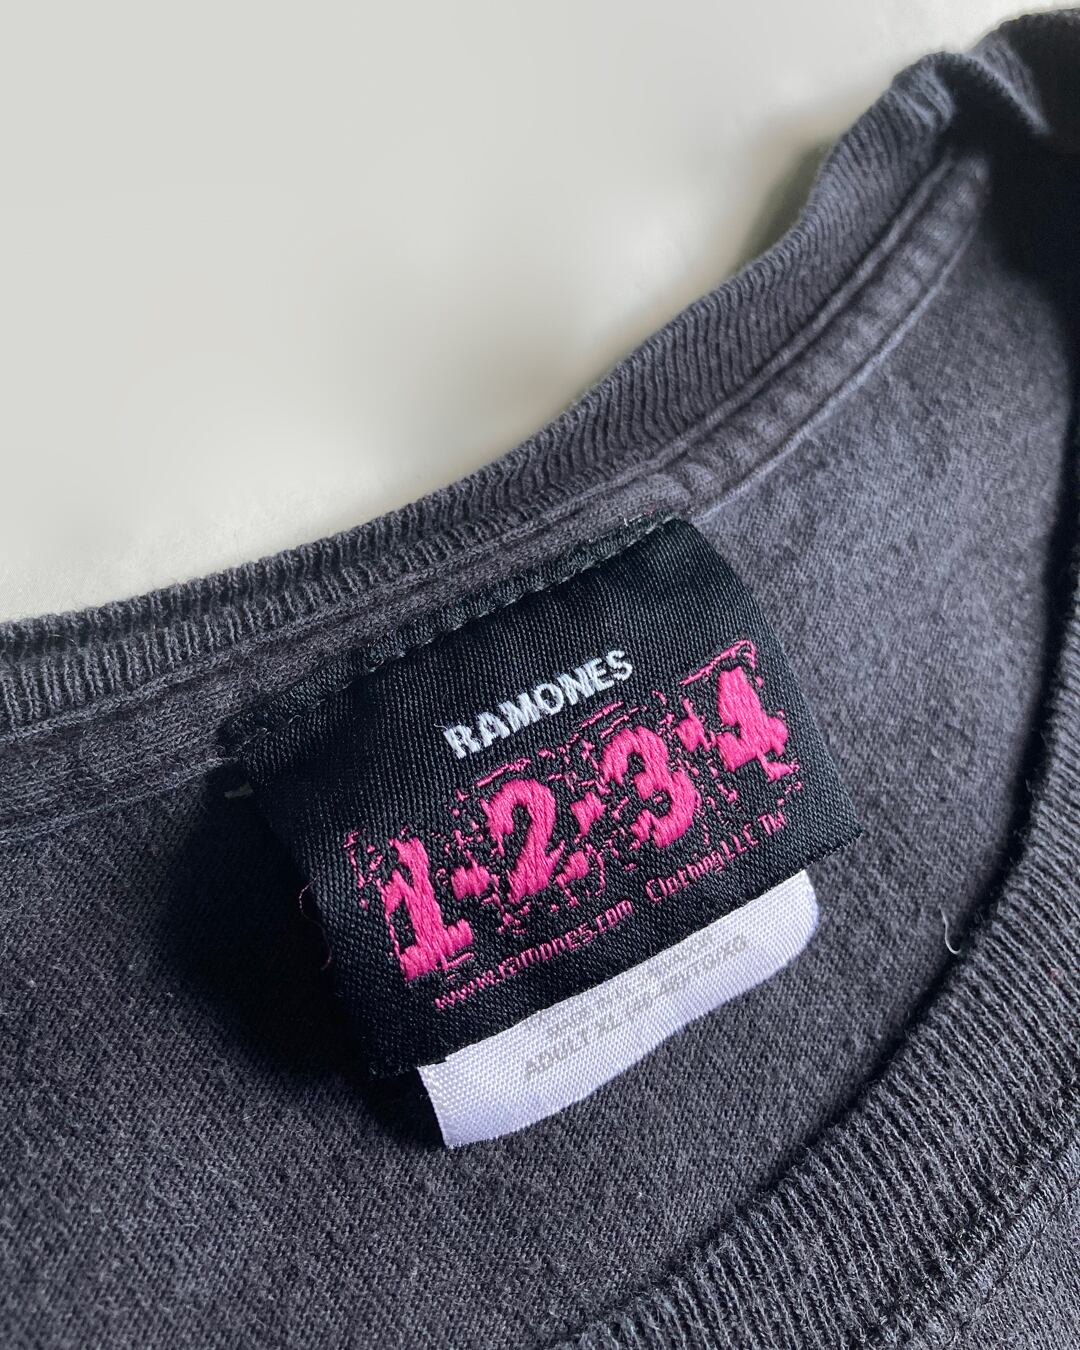 RAMONES
1-2-3-4
www.ramones.com Clothing LLC TM
ADULT XL